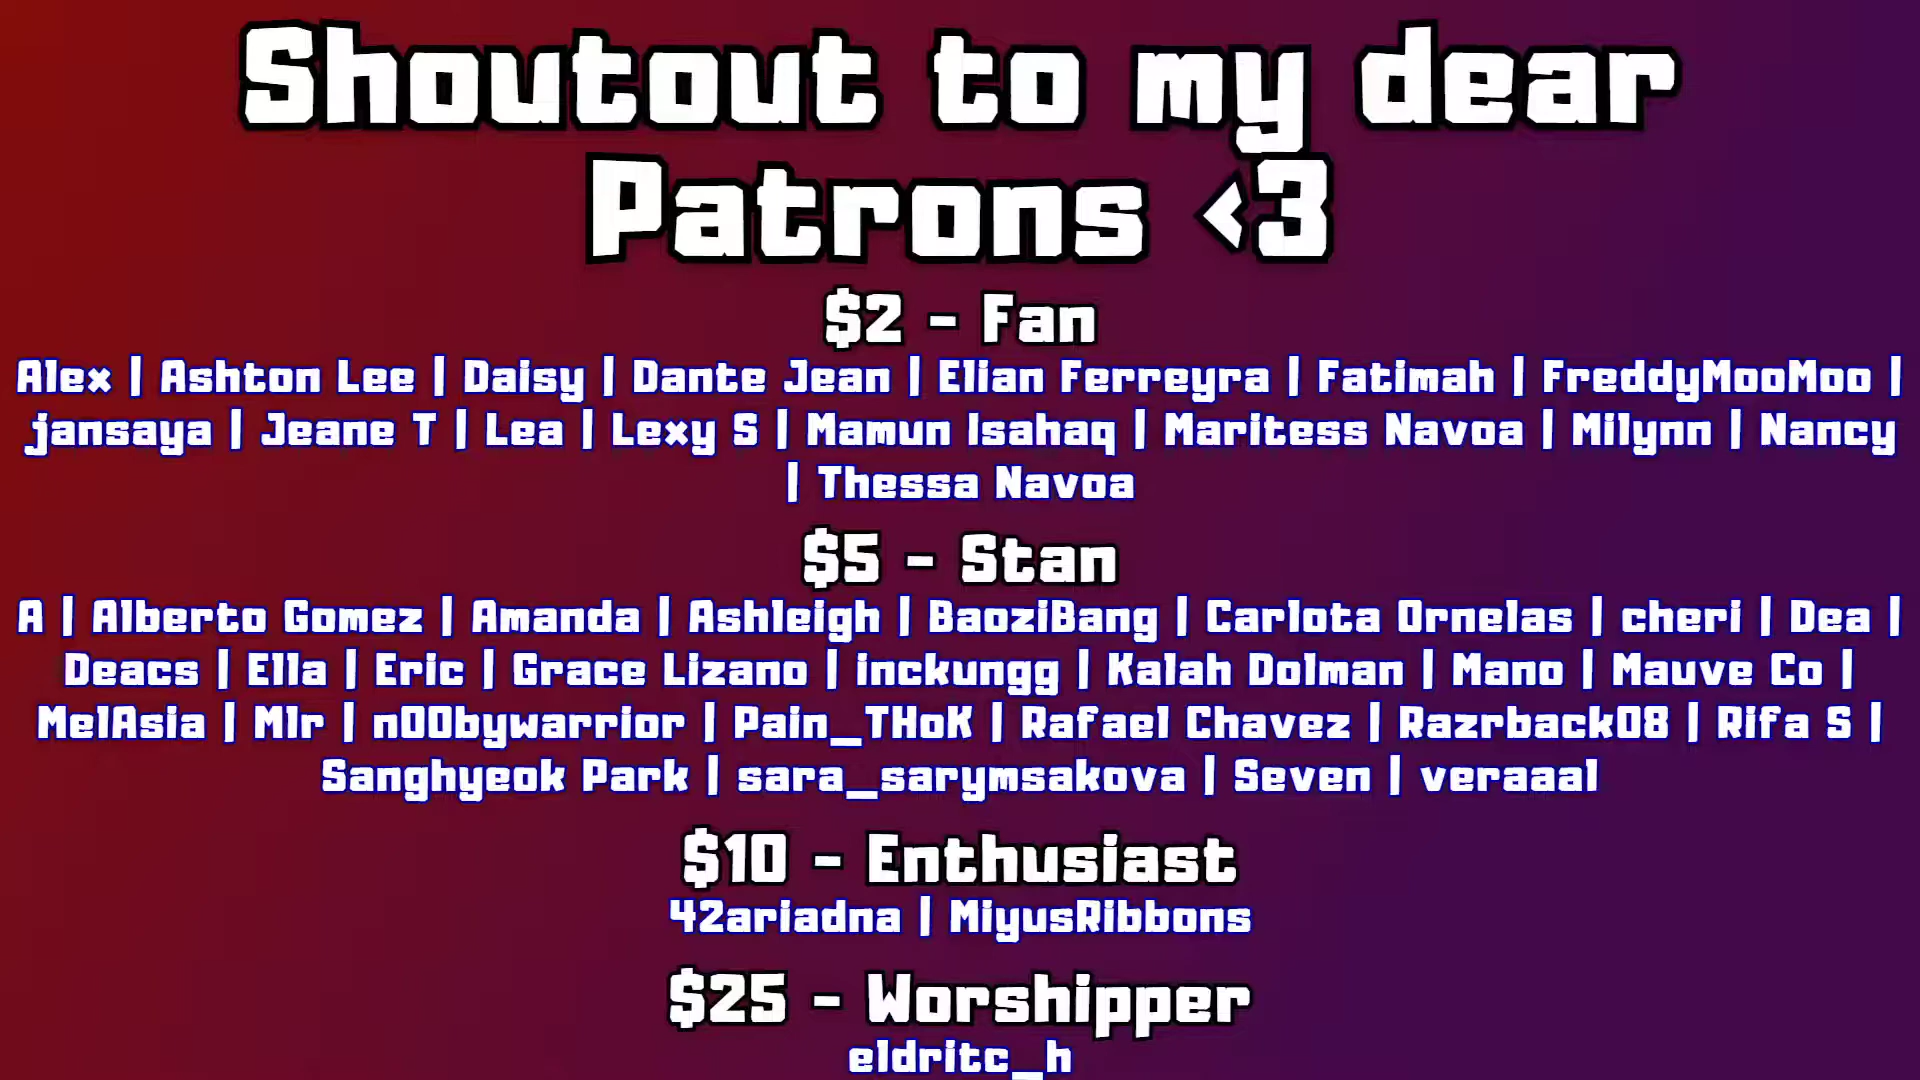 Shoutout to my dear
Patrons <3
$2 - Fan
Alex | Ashton Lee | Daisy | Dante Jean | Elian Ferreyra | Fatimah | FreddyMooMoo |
jansaya | Jeane T | Lea | Lexy S | Mamun Isahaq | Maritess Navoa | Milynn | Nancy
| Thessa Navoa
$5 - Stan
A | Alberto Gomez | Amanda | Ashleigh | BaoziBang | Carlota Ornelas | cheri | Dea |
Deacs | Ella | Eric | Grace Lizano | inckungg | Kalah Dolman | Mano | Mauve Co |
MelAsia | Mlr | n00bywarrior | Pain_THoK | Rafael Chavez | Razrback08 | Rifa S |
Sanghyeok Park | sara_sarymsakova | Seven | veraaal
$10 - Enthusiast
42ariadna | MiyusRibbons
$25 - Worshipper
eldritc_h